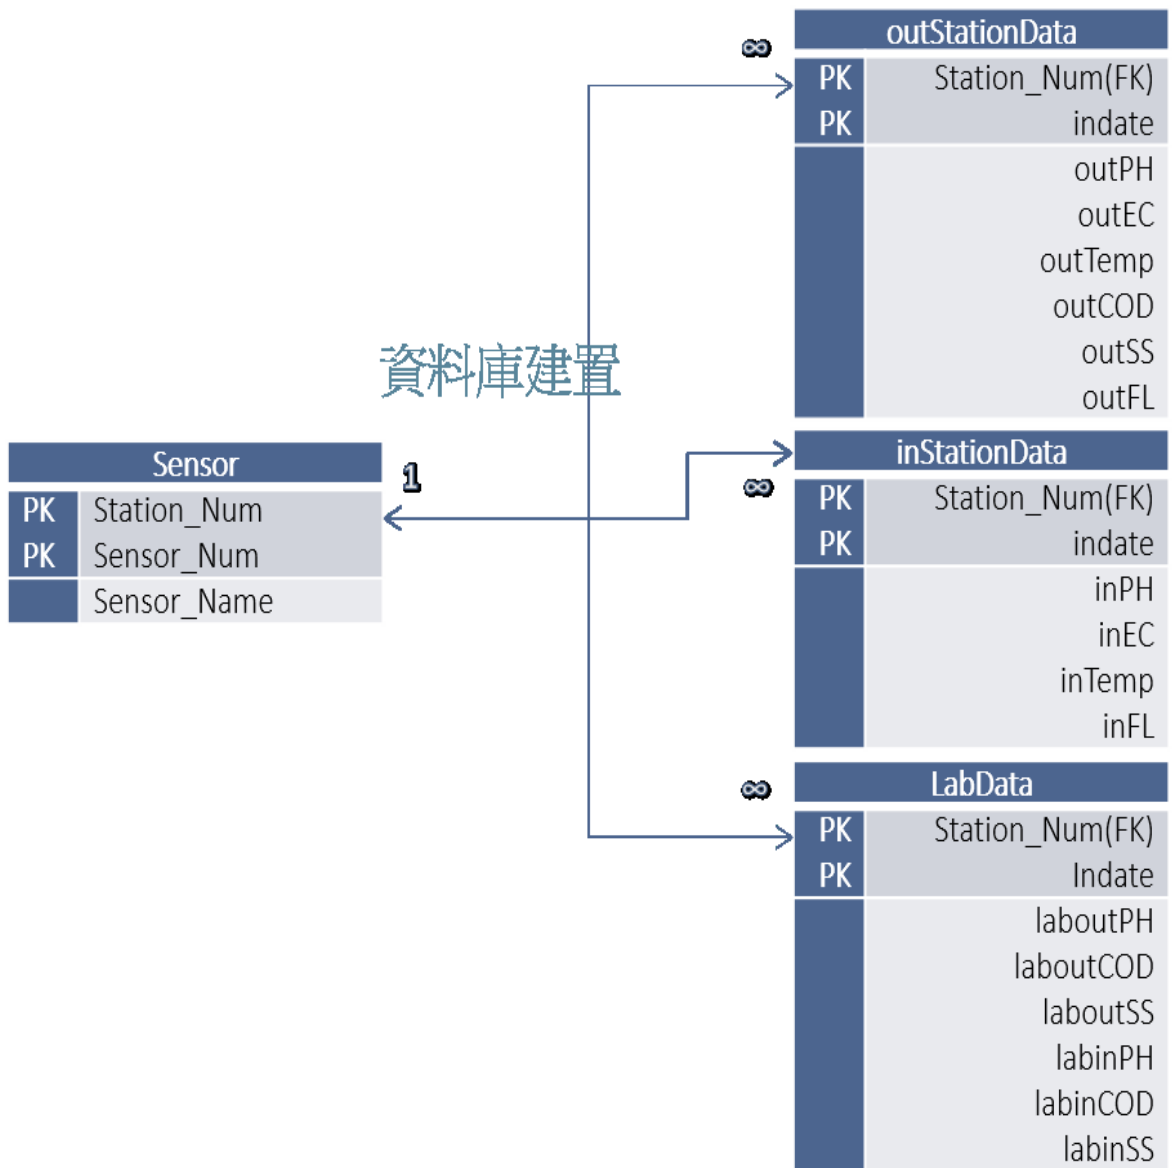 資料庫建置
Sensor
PK Station_Num
PK Sensor_Num
Sensor_Name
1
∞
outStationData
PK Station_Num(FK)
PK indate
outPH
outEC
outTemp
outCOD
outSS
outFL
∞
inStationData
PK Station_Num(FK)
PK indate
inPH
inEC
inTemp
inFL
∞
LabData
PK Station_Num(FK)
PK Indate
laboutPH
laboutCOD
laboutSS
labinPH
labinCOD
labinSS